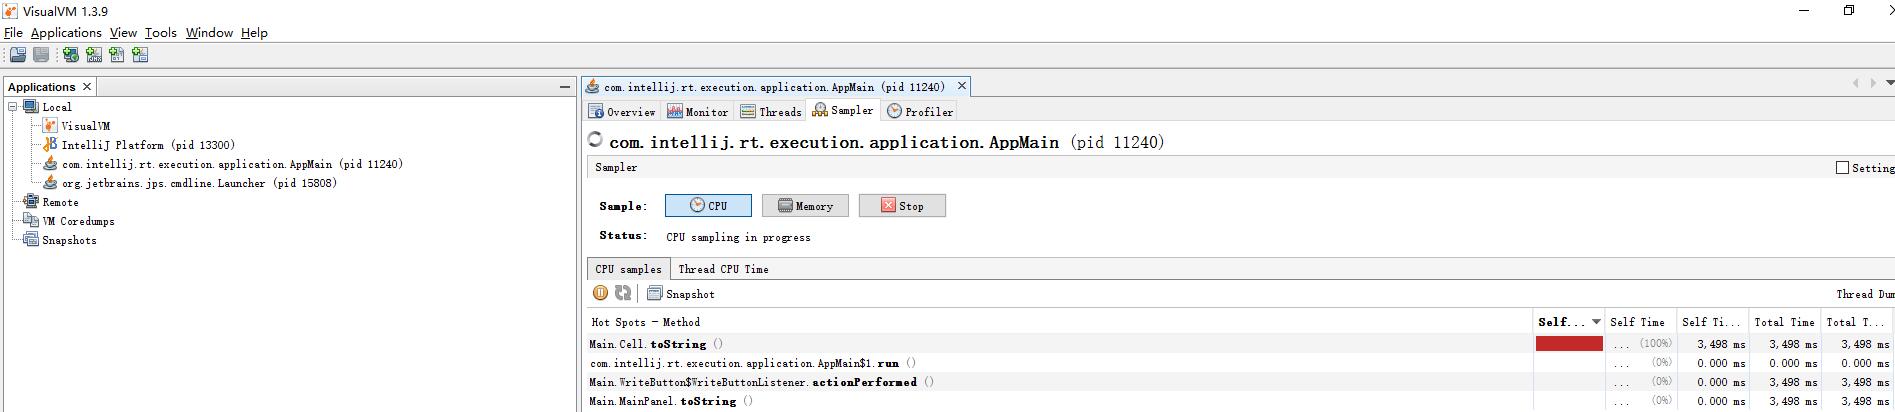 VisualVM 1.3.9
File Applications View Tools Window Help
Applications
Local
VisualVM
IntelliJ Platform (pid 13300)
com.intellij.rt.execution.application.AppMain (pid 11240)
org.jetbrains.jps.cmdline.Launcher (pid 15808)
Remote
VM Coredumps
Snapshots
com.intellij.rt.execution.application.AppMain (pid 11240)
Overview Monitor Threads Sampler Profiler
com.intellij.rt.execution.application.AppMain (pid 11240)
Sampler Setting
Sample: CPU Memory Stop
Status: CPU sampling in progress
CPU samples Thread CPU Time
Snapshot Thread Dum
Hot Spots - Method Self... Self Time Self Ti... Total Time Total T...
Main.Cell.toString () ... (100%) 3,498 ms 3,498 ms 3,498 ms
com.intellij.rt.execution.application.AppMain$1.run () ... (0%) 0.000 ms 0.000 ms 0.000 ms
Main.WriteButton$WriteButtonListener.actionPerformed () ... (0%) 0.000 ms 3,498 ms 3,498 ms
Main.MainPanel.toString () ... (0%) 0.000 ms 3,498 ms 3,498 ms